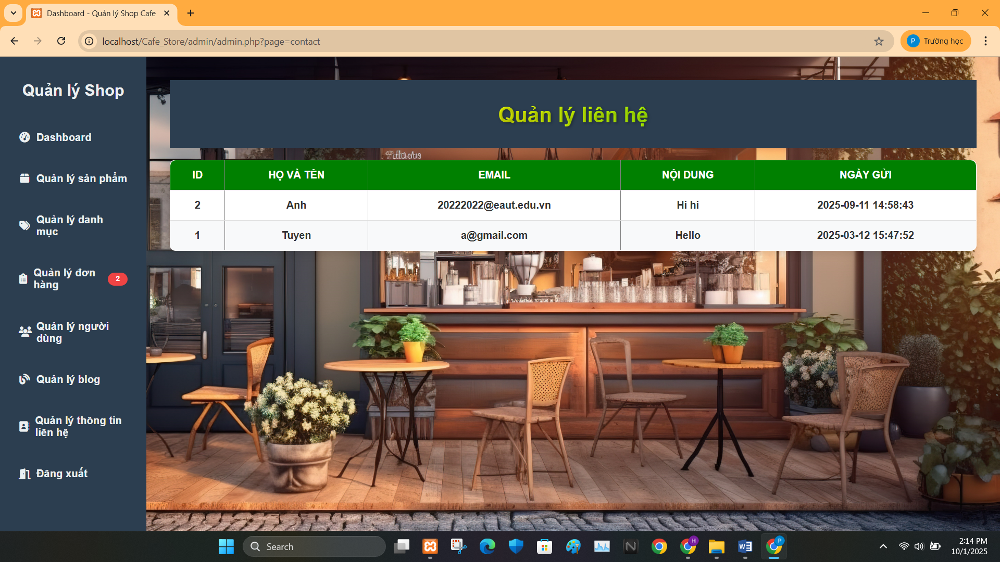 Dashboard - Quản lý Shop Cafe
localhost/Cafe_Store/admin/admin.php?page=contact
P
Trường học
Quản lý Shop
Dashboard
Quản lý sản phẩm
Quản lý danh
mục
Quản lý đơn
hàng
2
Quản lý người
dùng
Quản lý blog
Quản lý thông tin
liên hệ
Đăng xuất
Quản lý liên hệ
ID HỌ VÀ TÊN EMAIL NỘI DUNG NGÀY GỬI
2 Anh 20222022@eaut.edu.vn Hi hi 2025-09-11 14:58:43
1 Tuyen a@gmail.com Hello 2025-03-12 15:47:52
Search
H
P
2:14 PM
10/1/2025